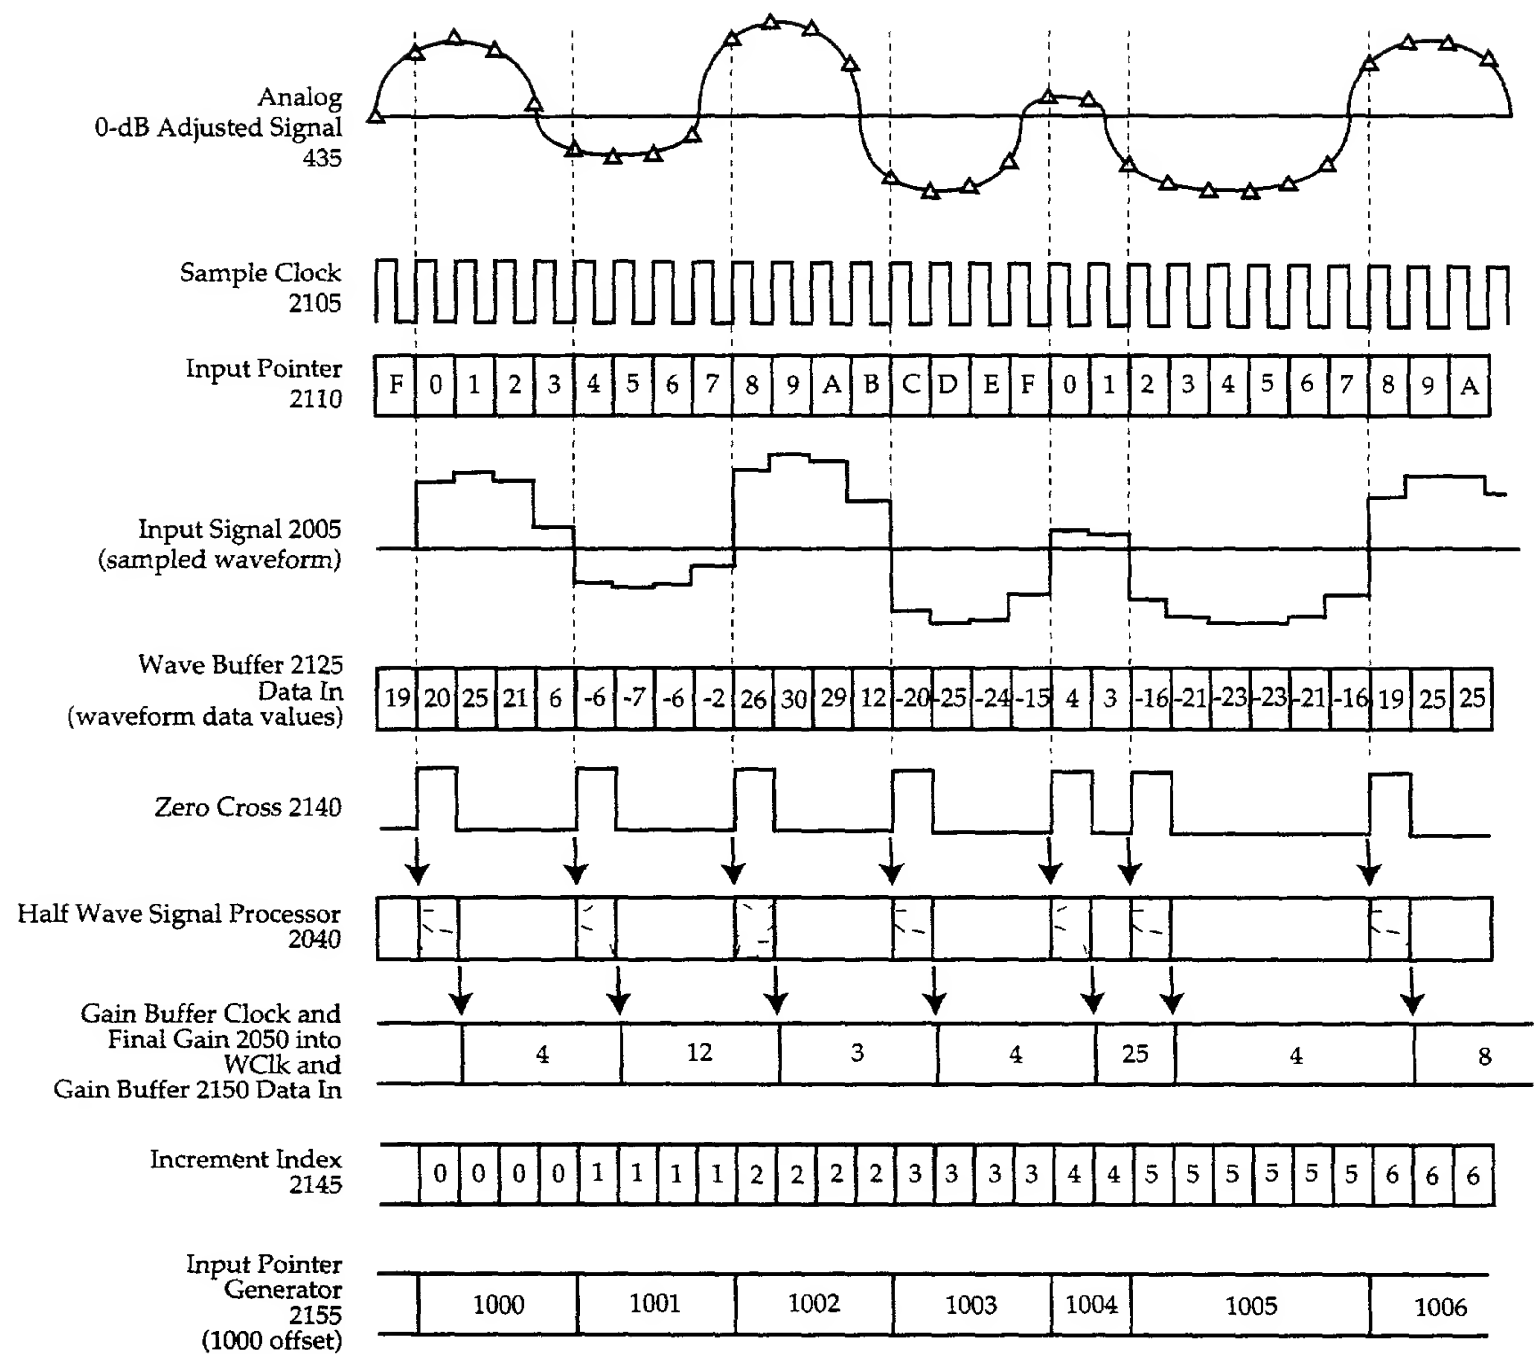 Analog
0-dB Adjusted Signal
435
Sample Clock
2105
Input Pointer
2110
F 0 1 2 3 4 5 6 7 8 9 A B C D E F 0 1 2 3 4 5 6 7 8 9 A
Input Signal 2005
(sampled waveform)
Wave Buffer 2125
Data In
(waveform data values)
19 20 25 21 6 -6 -7 -6 -2 26 30 29 12 -20 -25 -24 -15 4 3 -16 -21 -23 -23 -21 -16 19 25 25
Zero Cross 2140
Half Wave Signal Processor
2040
Gain Buffer Clock and
Final Gain 2050 into
WClk and
Gain Buffer 2150 Data In
4 12 3 4 25 4 8
Increment Index
2145
0 0 0 0 1 1 1 1 2 2 2 2 3 3 3 3 4 4 5 5 5 5 5 5 6 6 6
Input Pointer
Generator
2155
(1000 offset)
1000 1001 1002 1003 1004 1005 1006